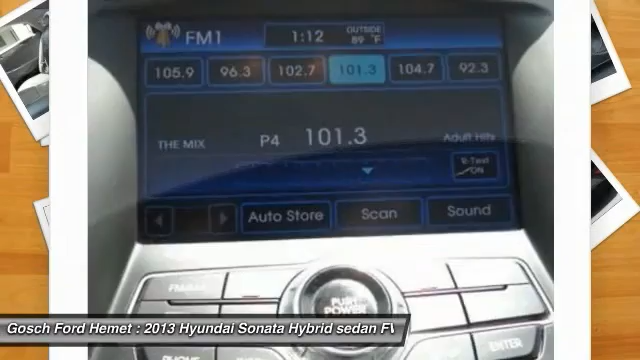 FM1 1:12 OUTSIDE 89 °F
105.9 96.3 102.7 101.3 104.7 92.3
THE MIX P4 101.3 Adult Hits
ON
Auto Store Scan Sound
PUSH
POWER
ENTER
Gosch Ford Hemet : 2013 Hyundai Sonata Hybrid sedan F